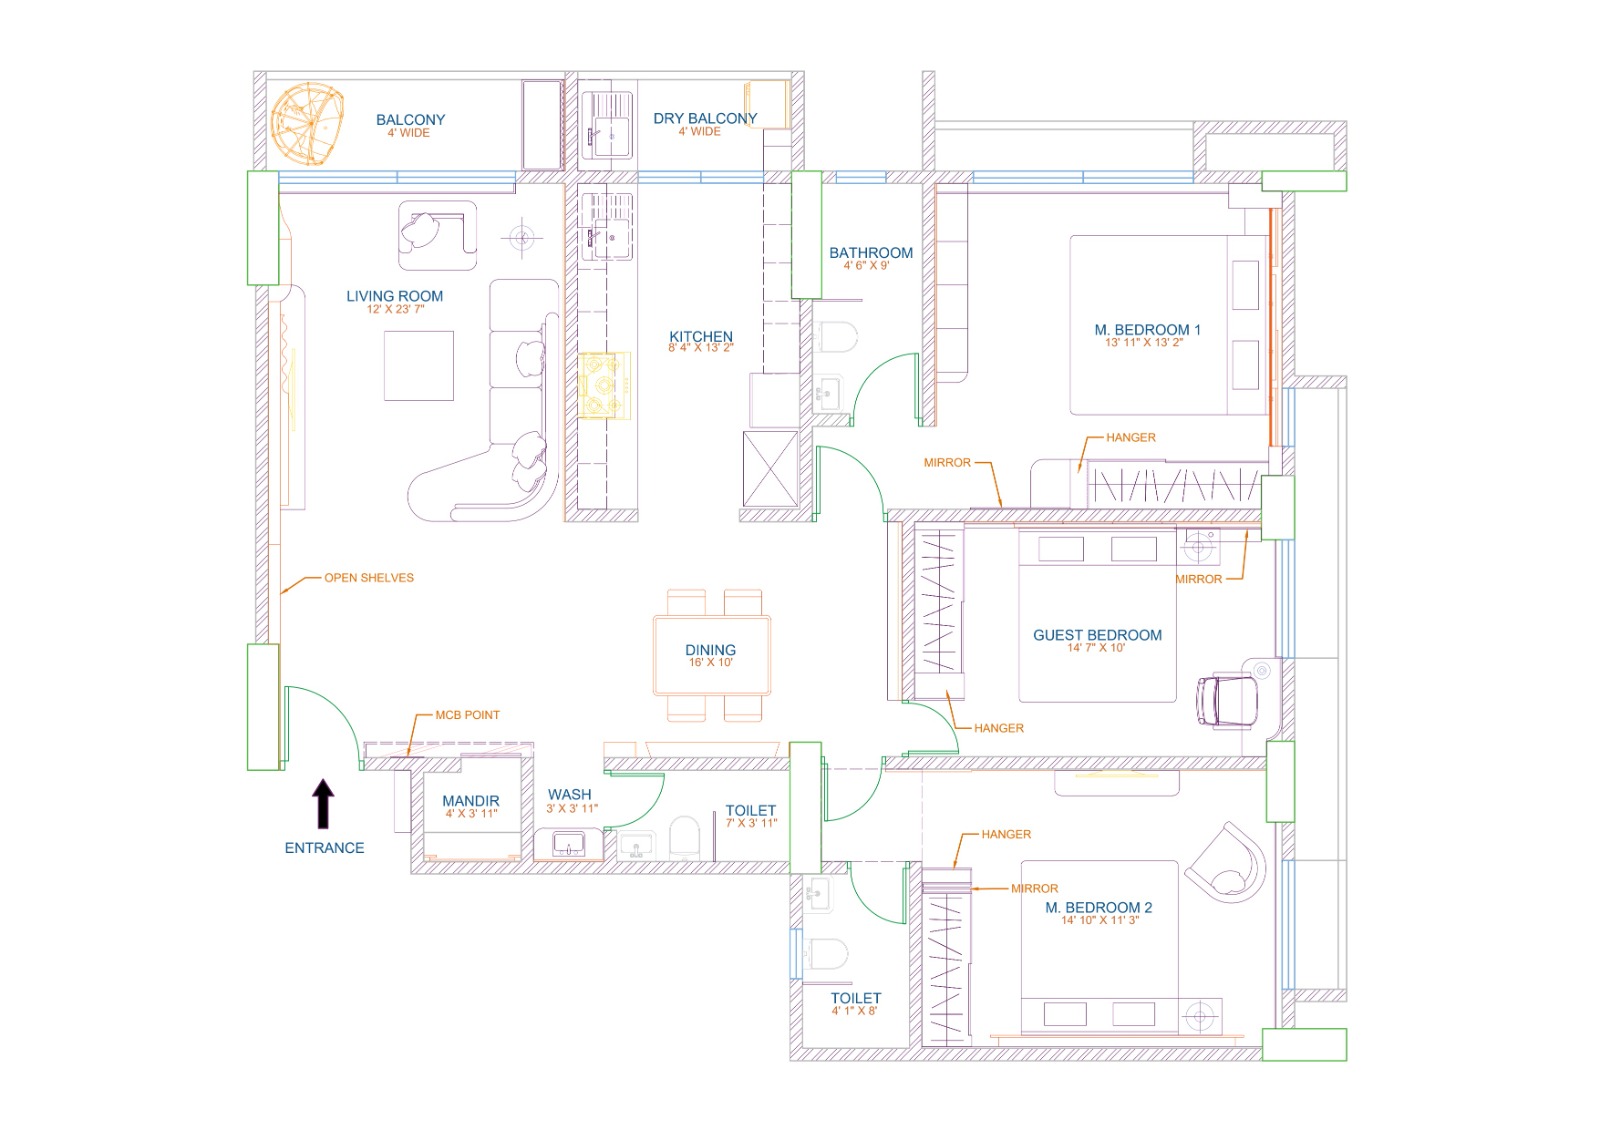 BALCONY
4' WIDE
DRY BALCONY
4' WIDE
BATHROOM
4' 6" X 9'
LIVING ROOM
12' X 23' 7"
KITCHEN
8' 4" X 13' 2"
M. BEDROOM 1
13' 11" X 13' 2"
HANGER
MIRROR
OPEN SHELVES
MIRROR
GUEST BEDROOM
14' 7" X 10'
DINING
16' X 10'
MCB POINT
HANGER
MANDIR
4' X 3' 11"
WASH
3' X 3' 11"
TOILET
7' X 3' 11"
ENTRANCE
HANGER
MIRROR
M. BEDROOM 2
14' 10" X 11' 3"
TOILET
4' 1" X 8'